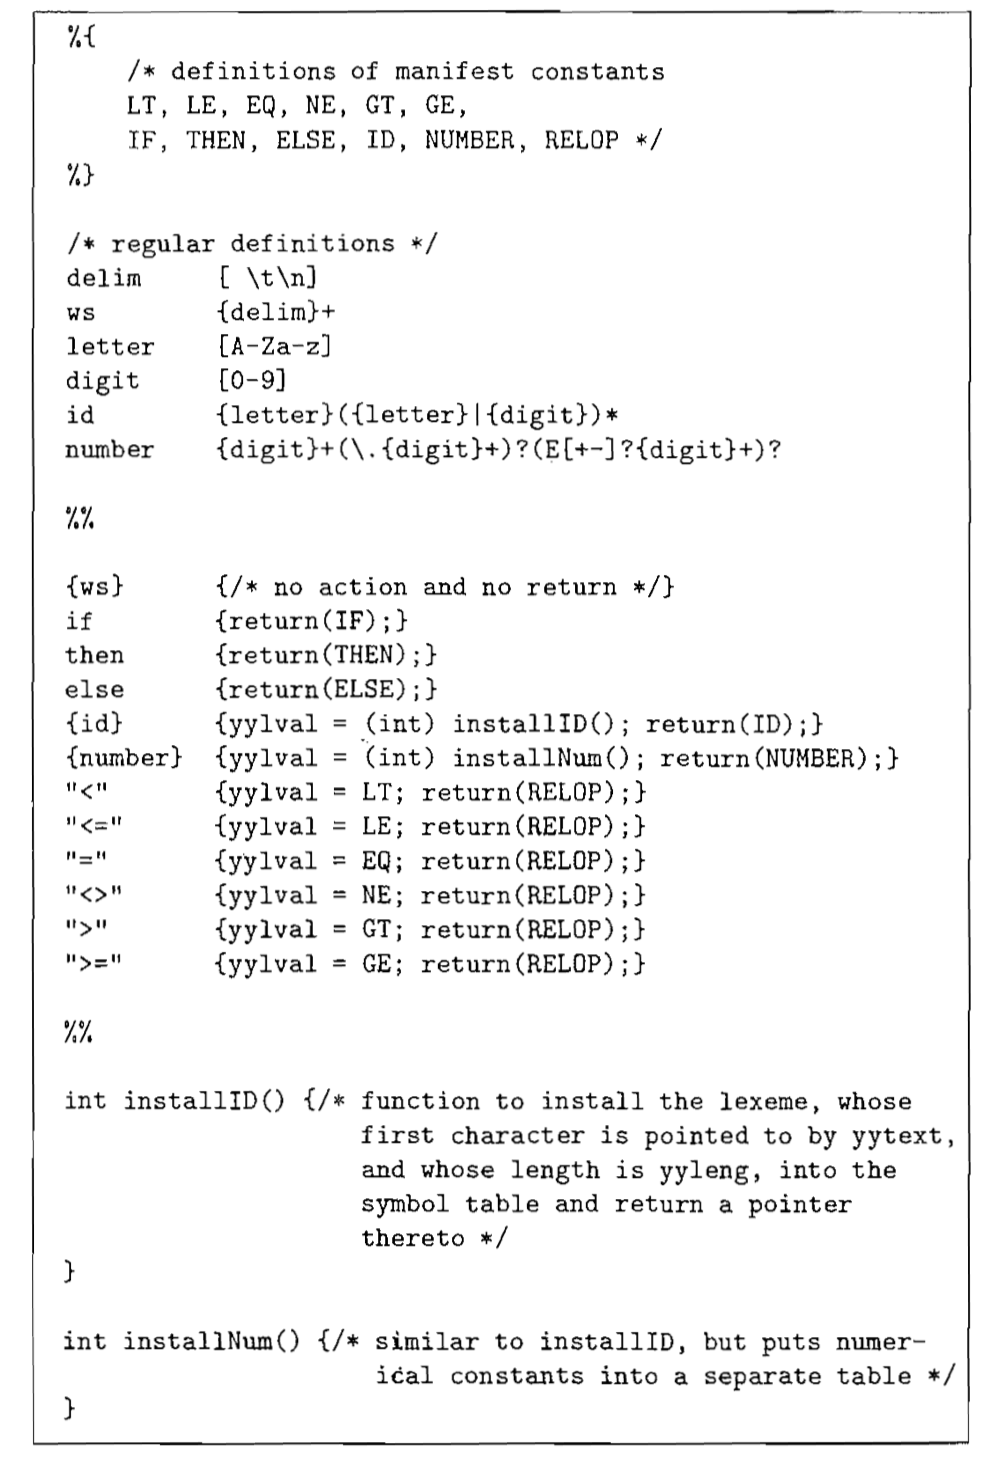 %{
    /* definitions of manifest constants
    LT, LE, EQ, NE, GT, GE,
    IF, THEN, ELSE, ID, NUMBER, RELOP */
%}

/* regular definitions */
delim     [ \t\n]
ws        {delim}+
letter    [A-Za-z]
digit     [0-9]
id        {letter}({letter}|{digit})*
number    {digit}+(\.{digit}+)?(E[+-]?{digit}+)?

%%

{ws}      {/* no action and no return */}
if        {return(IF);}
then      {return(THEN);}
else      {return(ELSE);}
{id}      {yylval = (int) installID(); return(ID);}
{number}  {yylval = (int) installNum(); return(NUMBER);}
"<"       {yylval = LT; return(RELOP);}
"<="      {yylval = LE; return(RELOP);}
"="       {yylval = EQ; return(RELOP);}
"<>"      {yylval = NE; return(RELOP);}
">"       {yylval = GT; return(RELOP);}
">="      {yylval = GE; return(RELOP);}

%%

int installID() {/* function to install the lexeme, whose
                    first character is pointed to by yytext,
                    and whose length is yyleng, into the
                    symbol table and return a pointer
                    thereto */
}

int installNum() {/* similar to installID, but puts numer-
                     ical constants into a separate table */
}